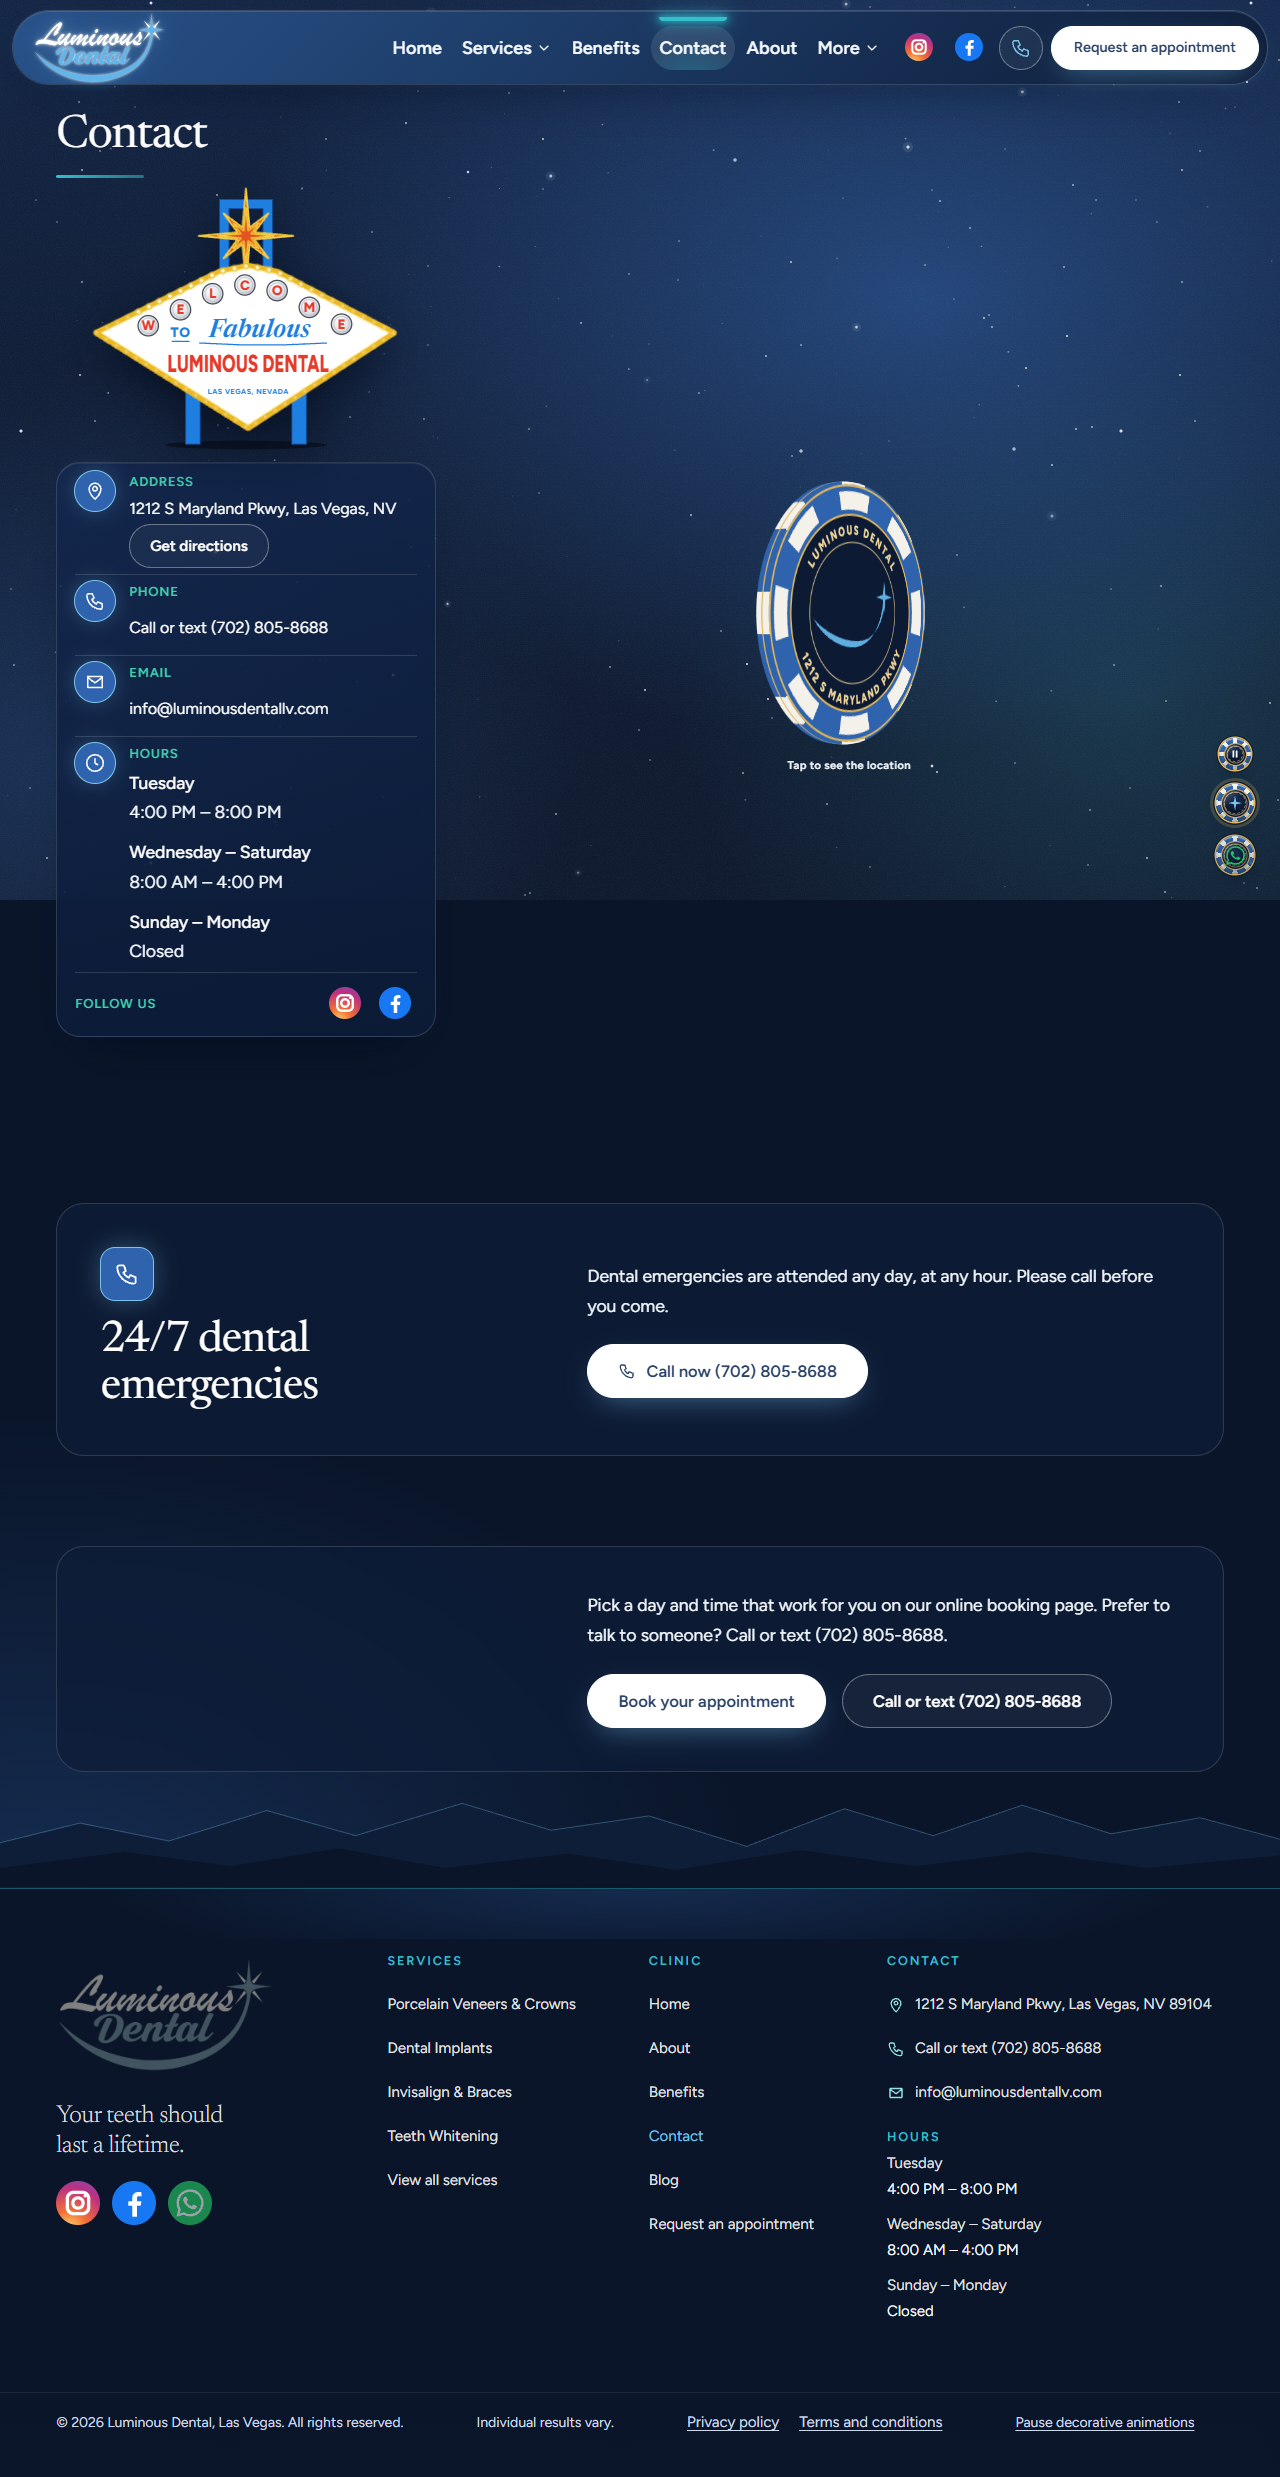 Luminous Dental
Home Services Benefits Contact About More Request an appointment
Contact
WELCOME
TO Fabulous
LUMINOUS DENTAL
LAS VEGAS, NEVADA
ADDRESS
1212 S Maryland Pkwy, Las Vegas, NV
Get directions
PHONE
Call or text (702) 805-8688
EMAIL
info@luminousdentallv.com
HOURS
Tuesday
4:00 PM – 8:00 PM
Wednesday – Saturday
8:00 AM – 4:00 PM
Sunday – Monday
Closed
FOLLOW US
LUMINOUS DENTAL
1212 S MARYLAND PKWY
Tap to see the location
24/7 dental
emergencies
Dental emergencies are attended any day, at any hour. Please call before
you come.
Call now (702) 805-8688
Pick a day and time that work for you on our online booking page. Prefer to
talk to someone? Call or text (702) 805-8688.
Book your appointment
Call or text (702) 805-8688
Luminous
Dental
Your teeth should
last a lifetime.
SERVICES
Porcelain Veneers & Crowns
Dental Implants
Invisalign & Braces
Teeth Whitening
View all services
CLINIC
Home
About
Benefits
Contact
Blog
Request an appointment
CONTACT
1212 S Maryland Pkwy, Las Vegas, NV 89104
Call or text (702) 805-8688
info@luminousdentallv.com
HOURS
Tuesday
4:00 PM – 8:00 PM
Wednesday – Saturday
8:00 AM – 4:00 PM
Sunday – Monday
Closed
© 2026 Luminous Dental, Las Vegas. All rights reserved. Individual results vary. Privacy policy Terms and conditions Pause decorative animations